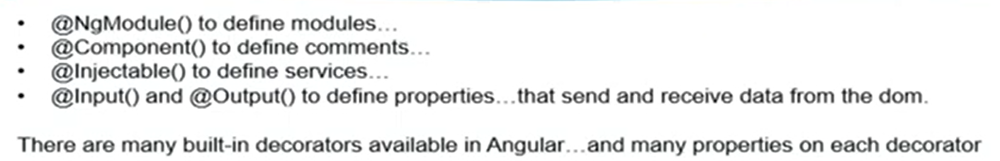 • @NgModule() to define modules...
• @Component() to define comments...
• @Injectable() to define services...
• @Input() and @Output() to define properties...that send and receive data from the dom.
There are many built-in decorators available in Angular...and many properties on each decorator